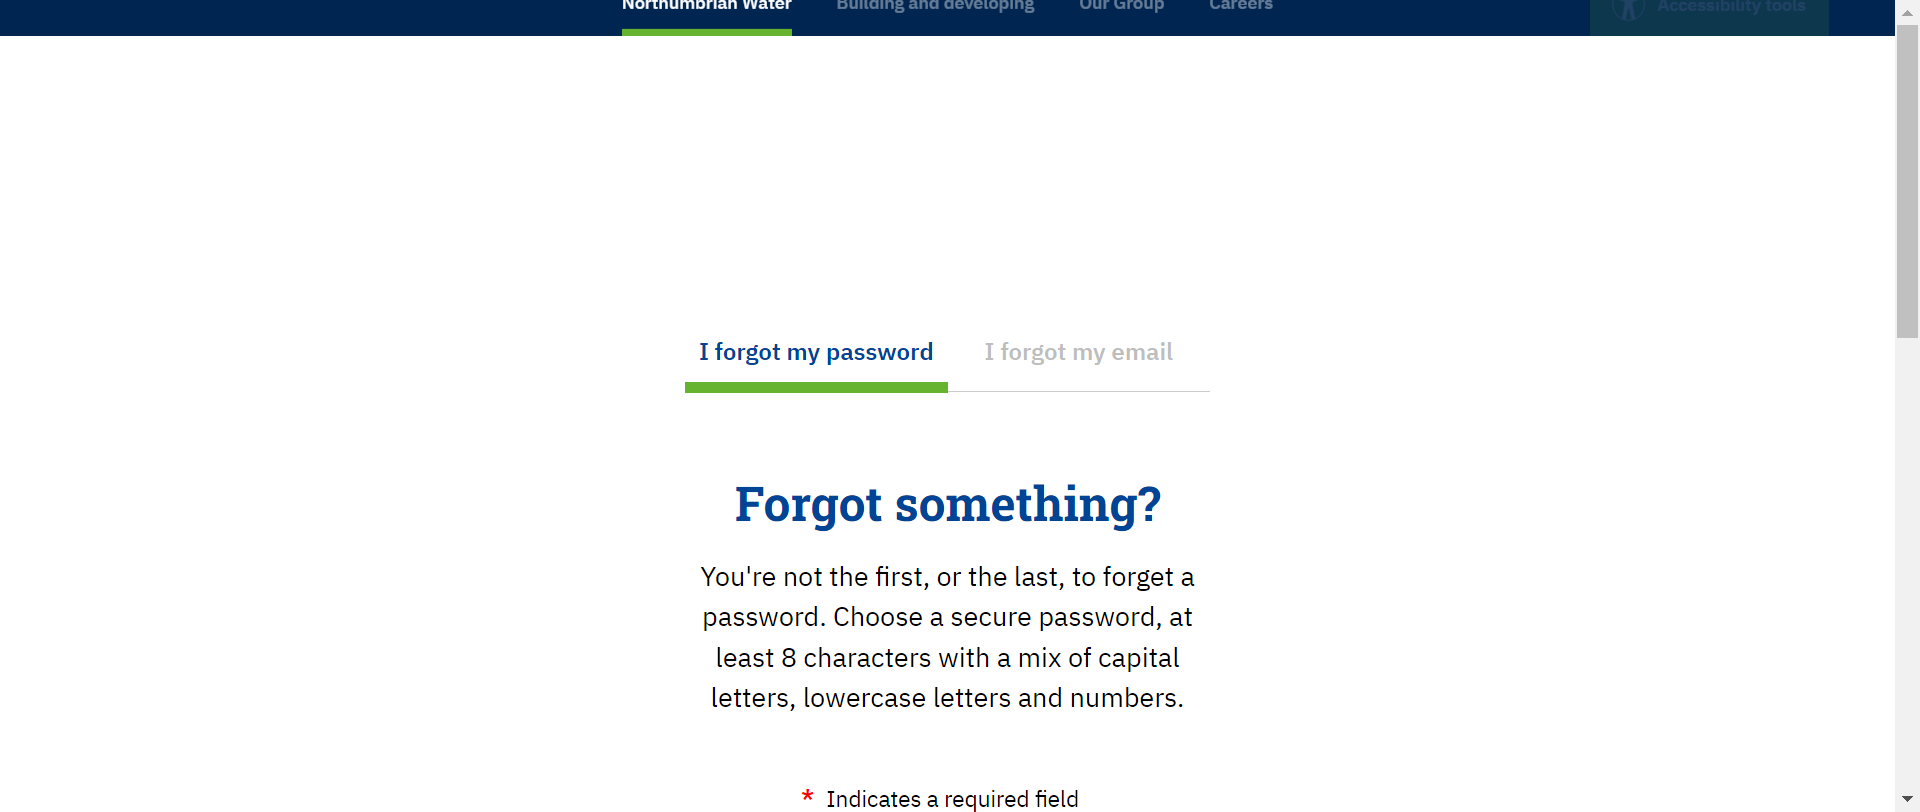 Northumbrian Water
Building and developing
Our Group
Careers
Accessibility tools
I forgot my password
I forgot my email
Forgot something?
You're not the first, or the last, to forget a
password. Choose a secure password, at
least 8 characters with a mix of capital
letters, lowercase letters and numbers.
* Indicates a required field